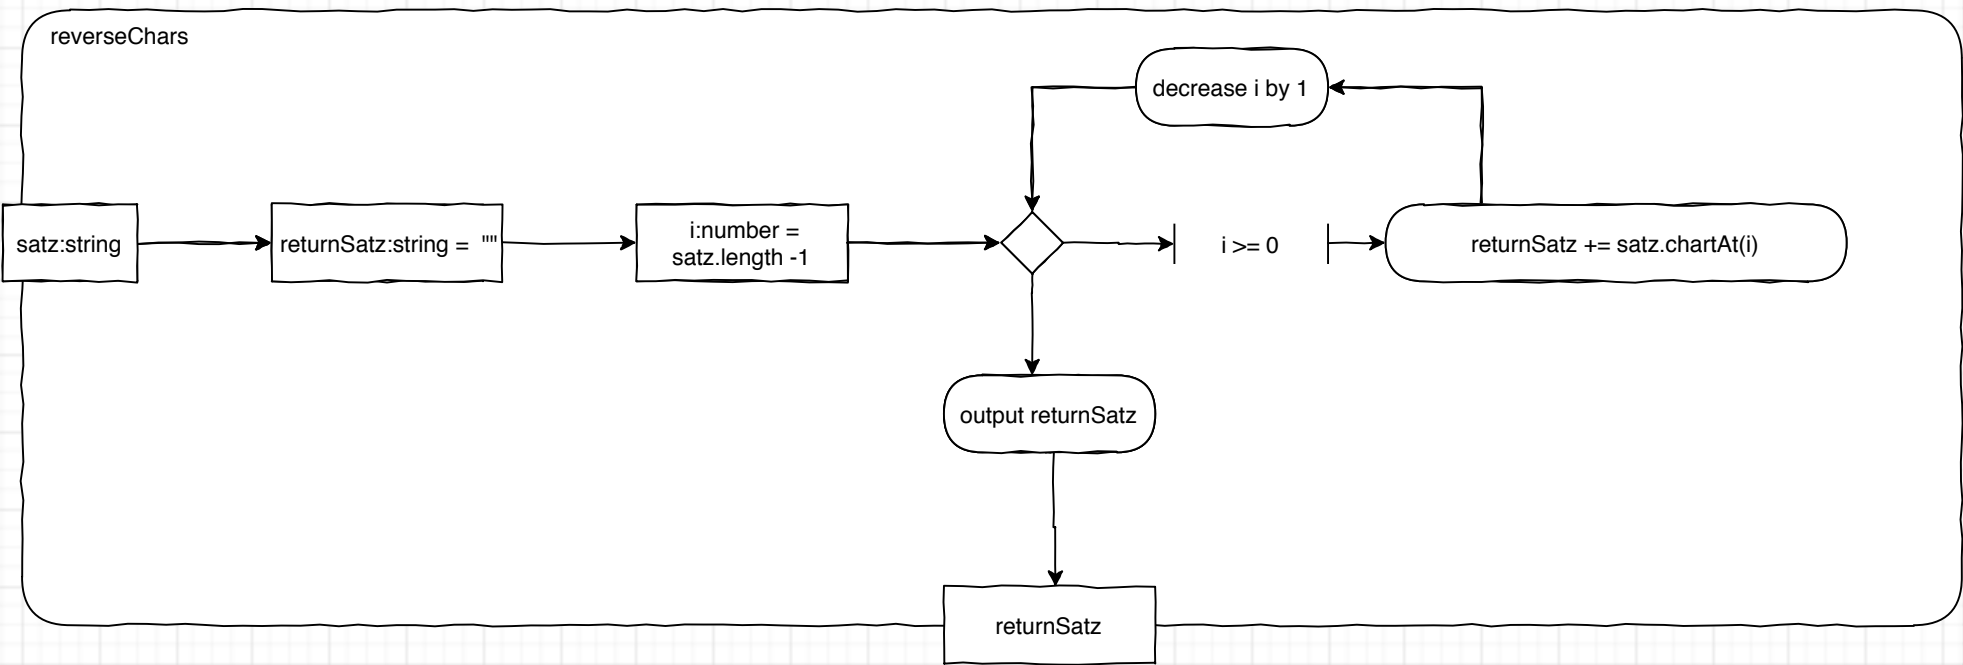 reverseChars
decrease i by 1
satz:string
returnSatz:string = ""
i:number =
satz.length -1
i >= 0
returnSatz += satz.chartAt(i)
output returnSatz
returnSatz